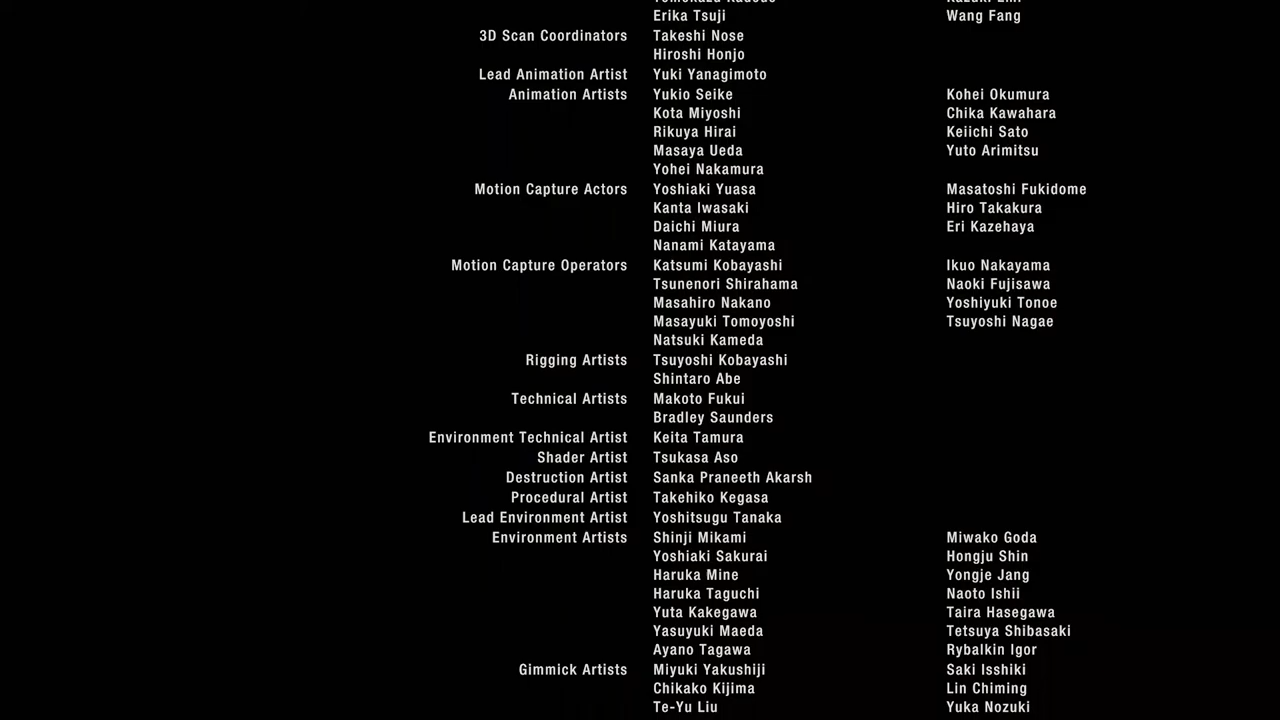 Erika Tsuji Wang Fang
3D Scan Coordinators Takeshi Nose
Hiroshi Honjo
Lead Animation Artist Yuki Yanagimoto
Animation Artists Yukio Seike Kohei Okumura
Kota Miyoshi Chika Kawahara
Rikuya Hirai Keiichi Sato
Masaya Ueda Yuto Arimitsu
Yohei Nakamura
Motion Capture Actors Yoshiaki Yuasa Masatoshi Fukidome
Kanta Iwasaki Hiro Takakura
Daichi Miura Eri Kazehaya
Nanami Katayama
Motion Capture Operators Katsumi Kobayashi Ikuo Nakayama
Tsunenori Shirahama Naoki Fujisawa
Masahiro Nakano Yoshiyuki Tonoe
Masayuki Tomoyoshi Tsuyoshi Nagae
Natsuki Kameda
Rigging Artists Tsuyoshi Kobayashi
Shintaro Abe
Technical Artists Makoto Fukui
Bradley Saunders
Environment Technical Artist Keita Tamura
Shader Artist Tsukasa Aso
Destruction Artist Sanka Praneeth Akarsh
Procedural Artist Takehiko Kegasa
Lead Environment Artist Yoshitsugu Tanaka
Environment Artists Shinji Mikami Miwako Goda
Yoshiaki Sakurai Hongju Shin
Haruka Mine Yongje Jang
Haruka Taguchi Naoto Ishii
Yuta Kakegawa Taira Hasegawa
Yasuyuki Maeda Tetsuya Shibasaki
Ayano Tagawa Rybalkin Igor
Gimmick Artists Miyuki Yakushiji Saki Isshiki
Chikako Kijima Lin Chiming
Te-Yu Liu Yuka Nozuki